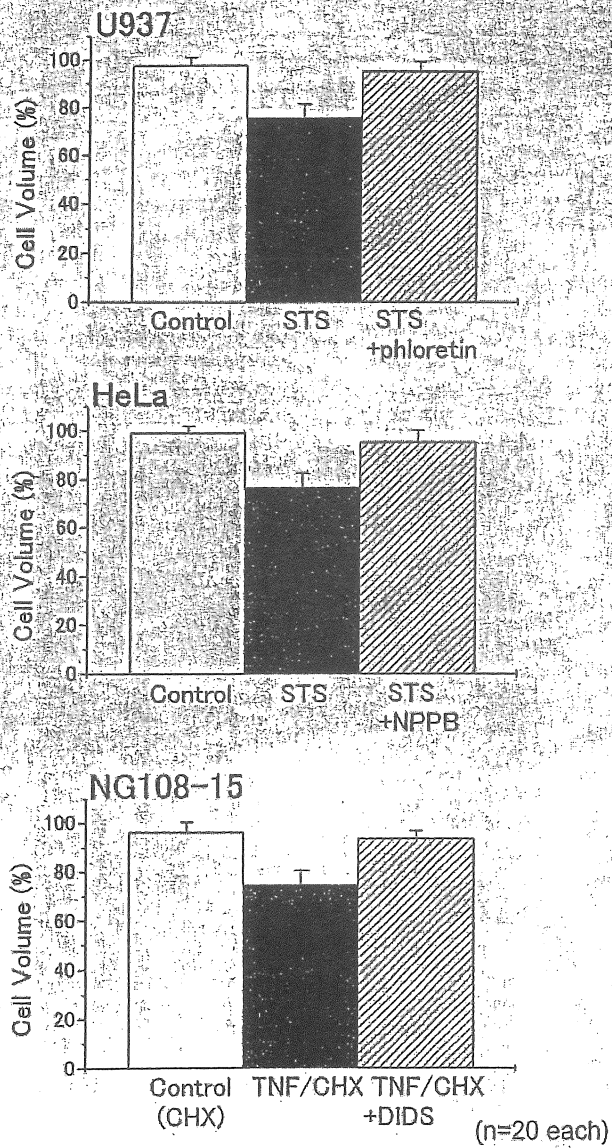 U937
100
80
60
40
20
0
Cell Volume (%)
Control STS STS
+phloretin
HeLa
100
80
60
40
20
0
Cell Volume (%)
Control STS STS
+NPPB
NG108-15
100
80
60
40
20
0
Cell Volume (%)
Control TNF/CHX TNF/CHX
(CHX) +DIDS
(n=20 each)